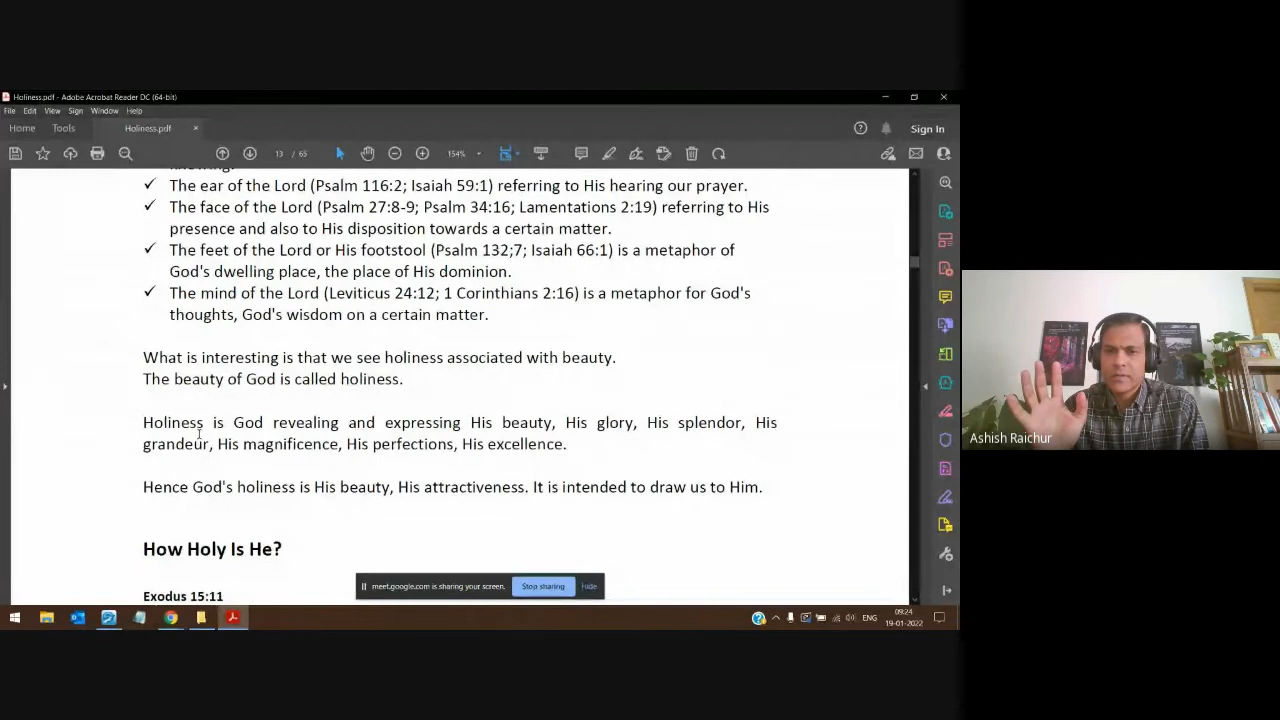 Holiness.pdf - Adobe Acrobat Reader DC (64-bit)
File Edit View Sign Window Help
Home Tools Holiness.pdf × Sign In
13 / 65 154%
knowing.
✓ The ear of the Lord (Psalm 116:2; Isaiah 59:1) referring to His hearing our prayer.
✓ The face of the Lord (Psalm 27:8-9; Psalm 34:16; Lamentations 2:19) referring to His
presence and also to His disposition towards a certain matter.
✓ The feet of the Lord or His footstool (Psalm 132;7; Isaiah 66:1) is a metaphor of
God's dwelling place, the place of His dominion.
✓ The mind of the Lord (Leviticus 24:12; 1 Corinthians 2:16) is a metaphor for God's
thoughts, God's wisdom on a certain matter.
What is interesting is that we see holiness associated with beauty.
The beauty of God is called holiness.
Holiness is God revealing and expressing His beauty, His glory, His splendor, His
grandeur, His magnificence, His perfections, His excellence.
Hence God's holiness is His beauty, His attractiveness. It is intended to draw us to Him.
How Holy Is He?
Exodus 15:11
meet.google.com is sharing your screen. Stop sharing Hide
ENG
09:24
19-01-2022
Ashish Raichur